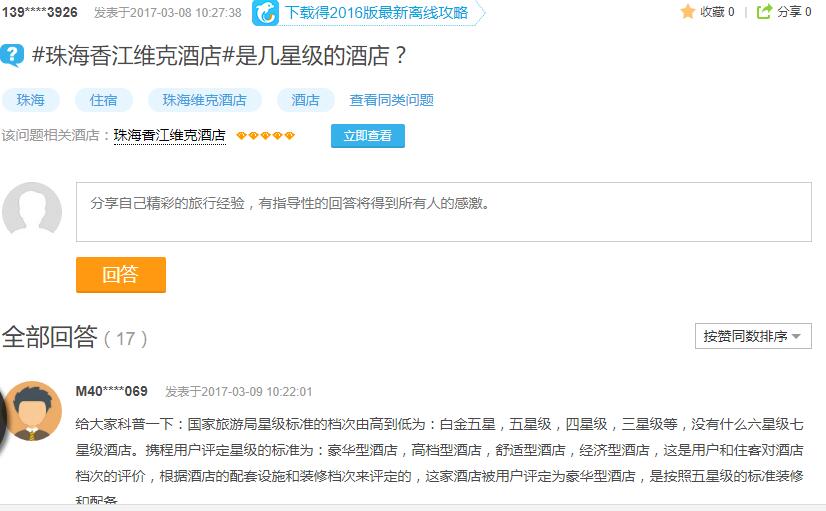 139****3926 发表于2017-03-08 10:27:38 下载得2016版最新离线攻略 收藏 0 | 分享 0
#珠海香江维克酒店#是几星级的酒店？
珠海 住宿 珠海维克酒店 酒店 查看同类问题
该问题相关酒店：珠海香江维克酒店 立即查看
分享自己精彩的旅行经验，有指导性的回答将得到所有人的感激。
回答
全部回答（17） 按赞同数排序
M40****069 发表于2017-03-09 10:22:01
给大家科普一下：国家旅游局星级标准的档次由高到低为：白金五星，五星级，四星级，三星级等，没有什么六星级七
星级酒店。携程用户评定星级的标准为：豪华型酒店，高档型酒店，舒适型酒店，经济型酒店，这是用户和住客对酒店
档次的评价，根据酒店的配套设施和装修档次来评定的，这家酒店被用户评定为豪华型酒店，是按照五星级的标准装修
和配备